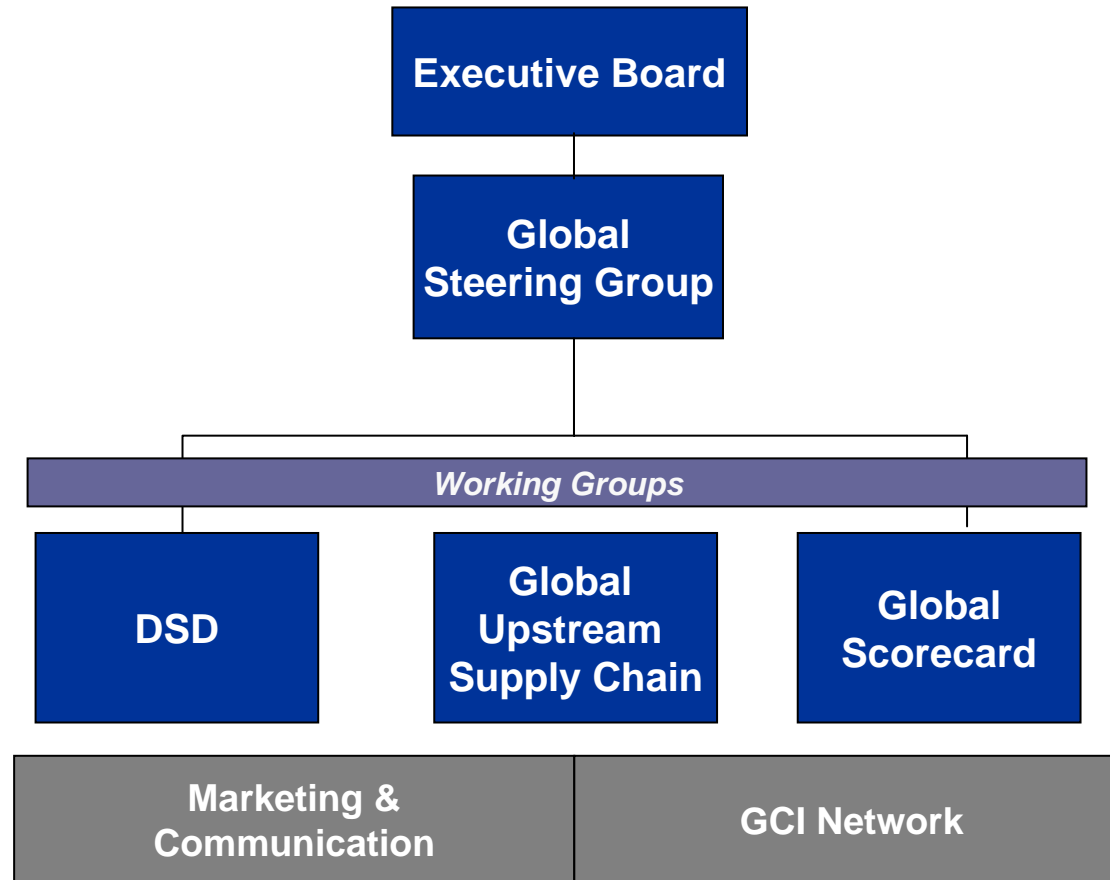 Executive Board
Global
Steering Group
Working Groups
DSD
Global
Upstream
Supply Chain
Global
Scorecard
Marketing &
Communication
GCI Network